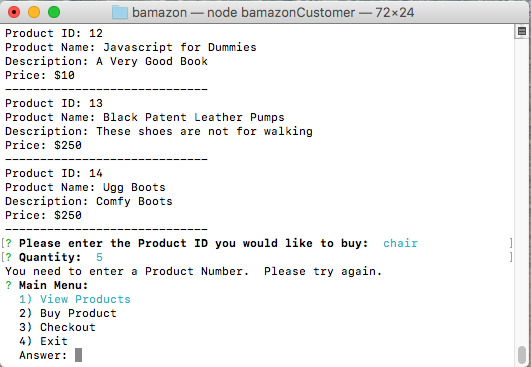 bamazon — node bamazonCustomer — 72×24
Product ID: 12
Product Name: Javascript for Dummies
Description: A Very Good Book
Price: $10
-----------------------------
Product ID: 13
Product Name: Black Patent Leather Pumps
Description: These shoes are not for walking
Price: $250
-----------------------------
Product ID: 14
Product Name: Ugg Boots
Description: Comfy Boots
Price: $250
-----------------------------
[? Please enter the Product ID you would like to buy:  chair ]
[? Quantity:  5 ]
You need to enter a Product Number.  Please try again.
? Main Menu:
1) View Products
2) Buy Product
3) Checkout
4) Exit
Answer: